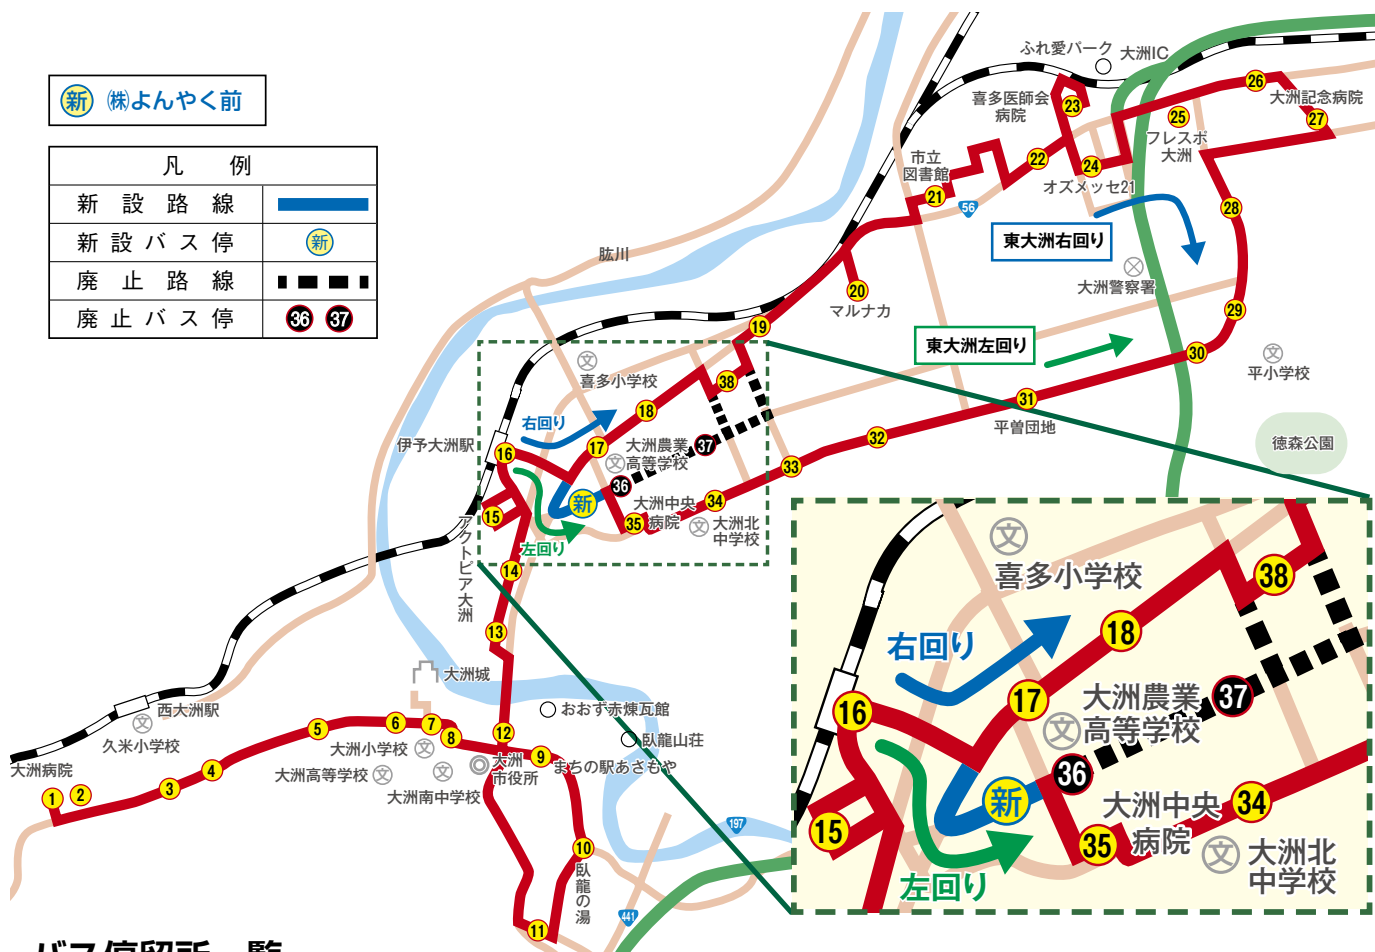 新 ㈱よんやく前
凡例
新設路線
新設バス停 新
廃止路線
廃止バス停 36 37
ふれ愛パーク
大洲IC
喜多医師会
病院
23
26
大洲記念病院
27
25
フレスポ
大洲
市立
図書館
21
22
24
オズメッセ21
56
28
東大洲右回り
肱川
大洲警察署
20
マルナカ
29
19
東大洲左回り
30
平小学校
喜多小学校
38
18
31
平曽団地
右回り
伊予大洲駅
16
17
大洲農業
高等学校
37
32
徳森公園
33
36
新
大洲中央
病院
34
15
35
大洲北
中学校
左回り
アクトピア大洲
14
13
大洲城
西大洲駅
久米小学校
おおず赤煉瓦館
臥龍山荘
5
6
7
8
12
9
まちの駅あさもや
大洲
市役所
大洲小学校
大洲高等学校
大洲南中学校
大洲病院
1
2
3
4
10
臥龍の湯
11
197
441
文
喜多小学校
38
18
右回り
17
16
大洲農業
高等学校
文
37
36
新
大洲中央
病院
34
15
35
文
大洲北
中学校
左回り
バス停留所一覧